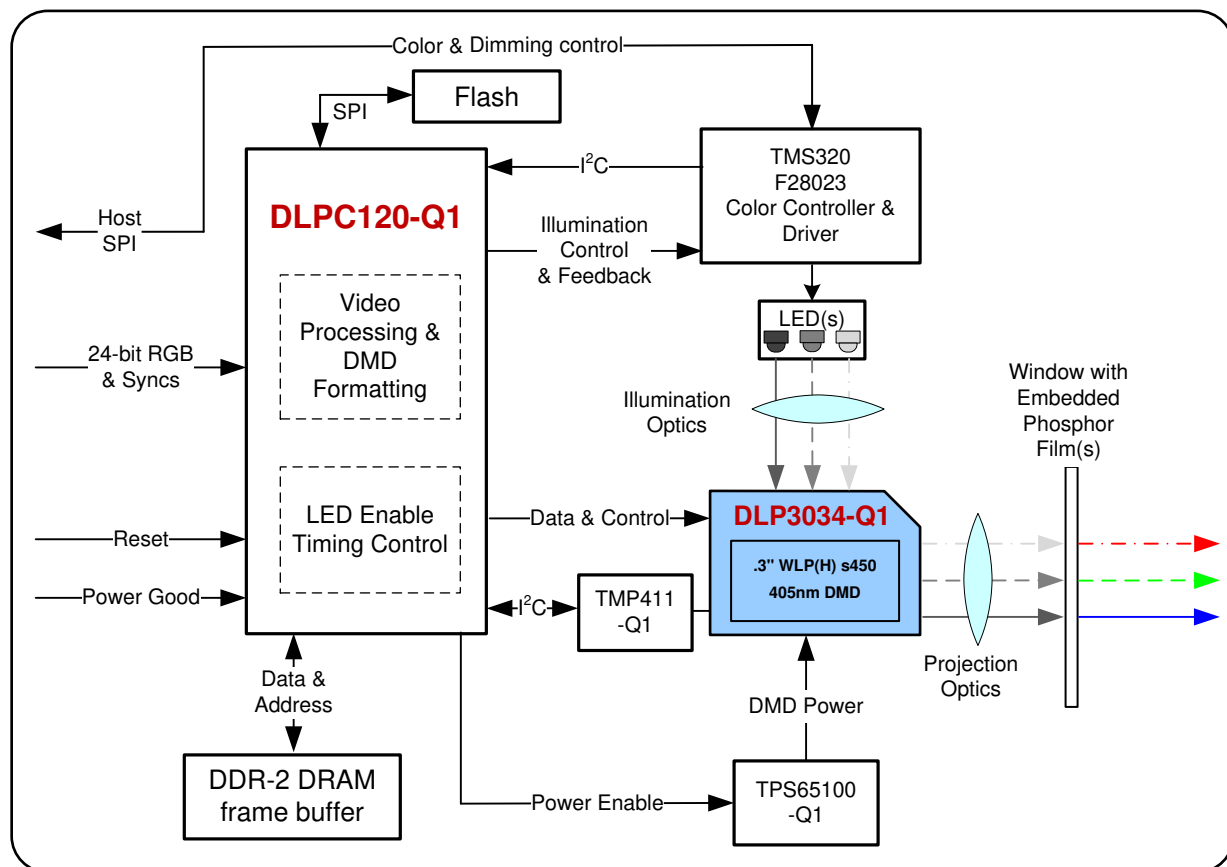 Color & Dimming control
SPI
Flash
TMS320
F28023
Color Controller &
Driver
I²C
DLPC120-Q1
Host
SPI
Illumination
Control
& Feedback
LED(s)
Video
Processing &
DMD
Formatting
24-bit RGB
& Syncs
Illumination
Optics
Window with
Embedded
Phosphor
Film(s)
LED Enable
Timing Control
Data & Control
DLP3034-Q1
.3" WLP(H) s450
405nm DMD
Reset
Power Good
I²C
TMP411
-Q1
Projection
Optics
Data &
Address
DMD Power
DDR-2 DRAM
frame buffer
Power Enable
TPS65100
-Q1